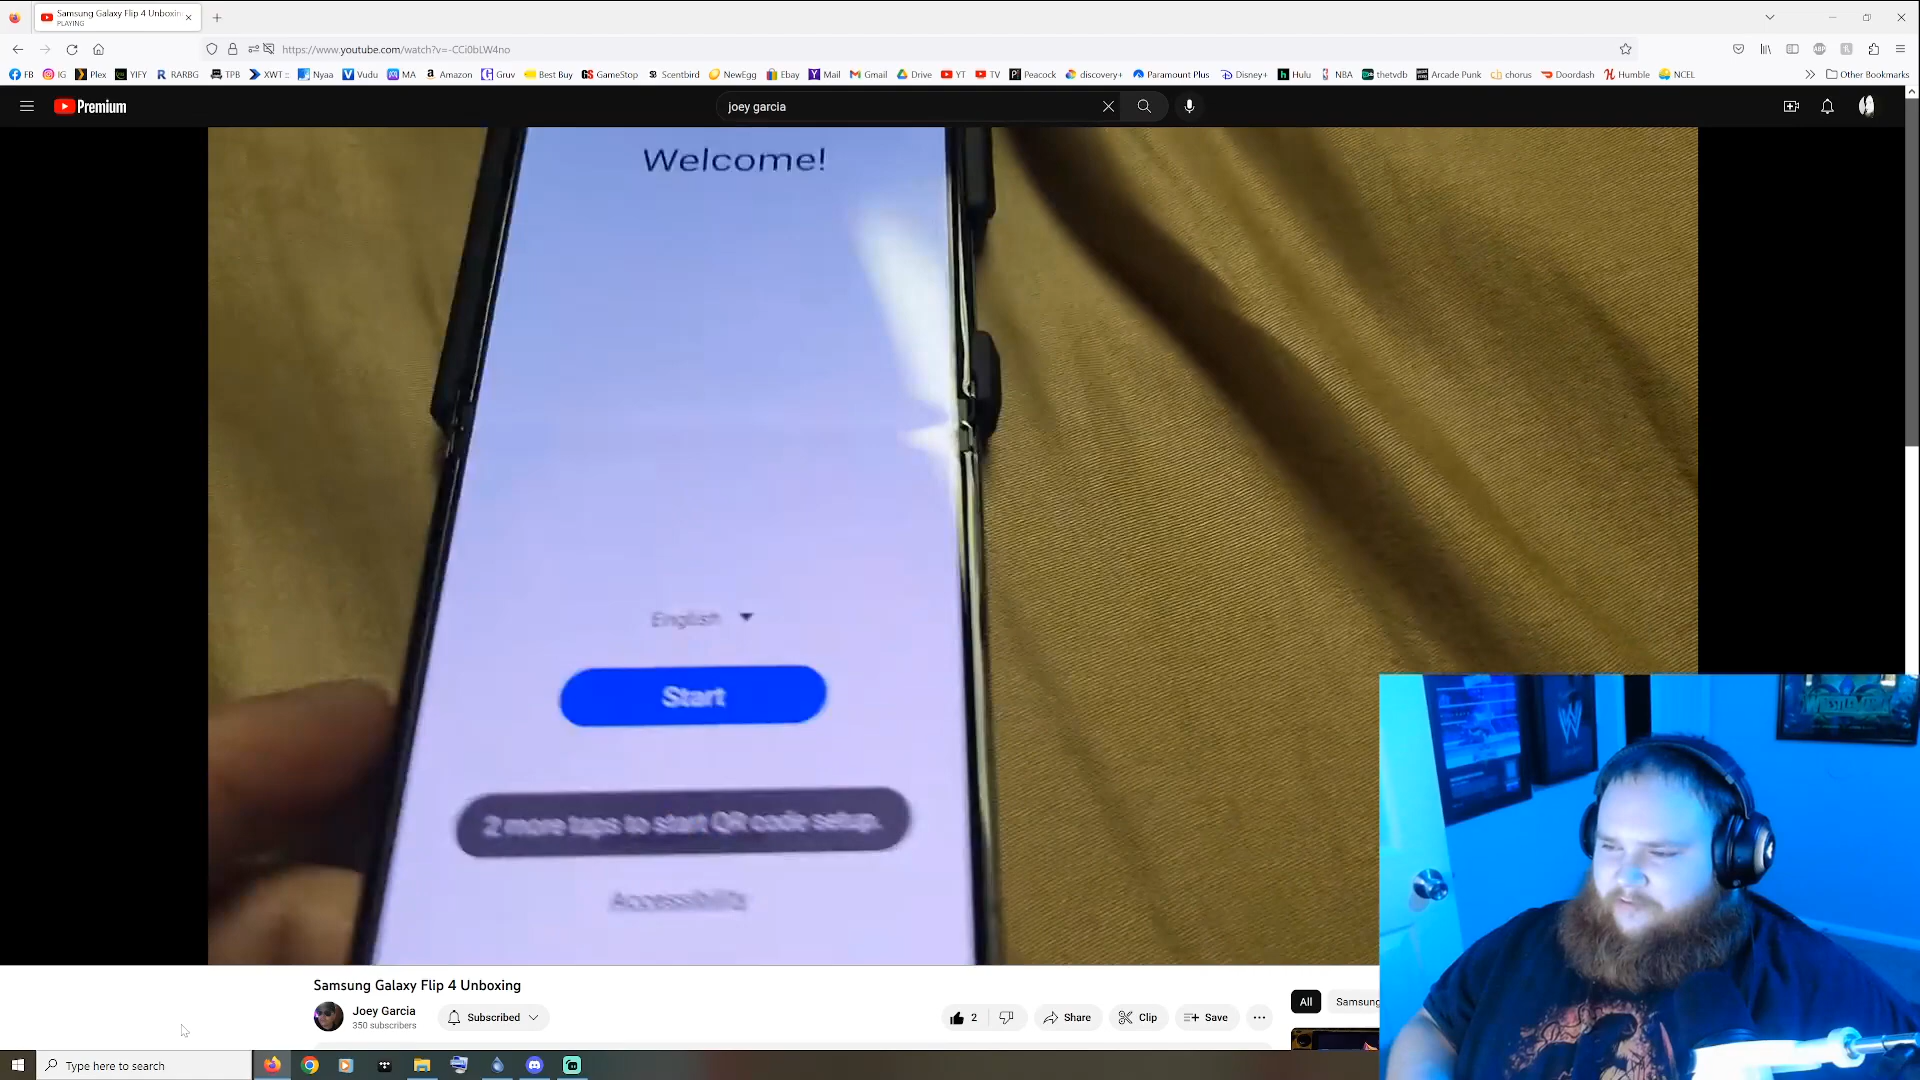 Samsung Galaxy Flip 4 Unboxin
PLAYING
https://www.youtube.com/watch?v=-CCi0bLW4no
FB IG Plex YIFY RARBG TPB XWT :: Nyaa Vudu MA Amazon Gruv Best Buy GameStop Scentbird NewEgg Ebay Mail Gmail Drive YT TV Peacock discovery+ Paramount Plus Disney+ Hulu NBA thetvdb Arcade Punk chorus Doordash Humble NCEL Other Bookmarks
Premium
joey garcia
Welcome!
English
Start
2 more taps to start QR code setup.
Accessibility
Samsung Galaxy Flip 4 Unboxing
Joey Garcia
350 subscribers
Subscribed
2
Share
Clip
Save
All
Samsung
Type here to search